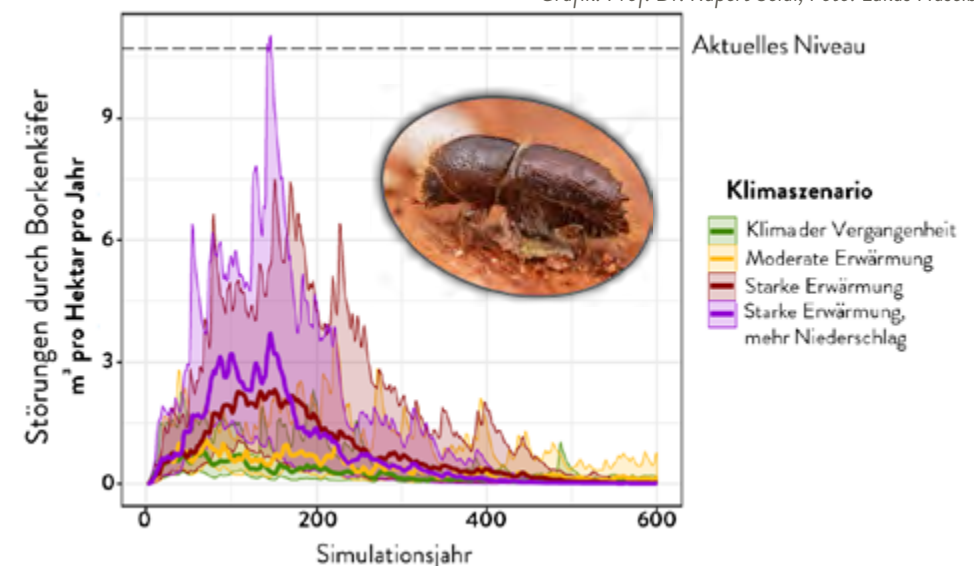 Aktuelles Niveau
9
6
3
0
Störungen durch Borkenkäfer
m³ pro Hektar pro Jahr
0
200
400
600
Simulationsjahr
Klimaszenario
Klima der Vergangenheit
Moderate Erwärmung
Starke Erwärmung
Starke Erwärmung,
mehr Niederschlag